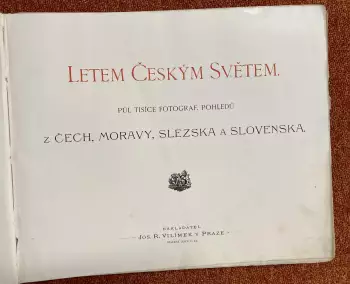 LETEM ČESKÝM SVĚTEM.
PŮL TISÍCE FOTOGRAF. POHLEDŮ
Z ČECH, MORAVY, SLEZSKA A SLOVENSKA.
NAKLADATEL
JOS. R. VILÍMEK V PRAZE